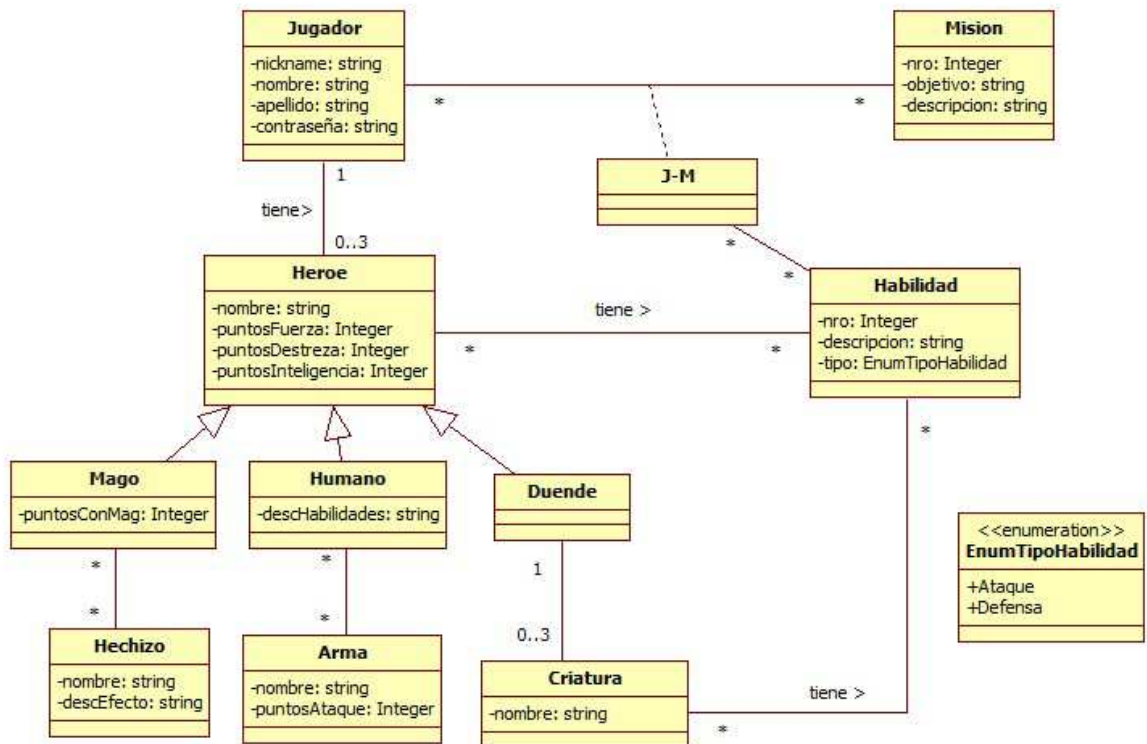 Jugador
-nickname: string
-nombre: string
-apellido: string
-contraseña: string
Mision
-nro: Integer
-objetivo: string
-descripcion: string
*
*
J-M
1
tiene>
0..3
*
*
Heroe
-nombre: string
-puntosFuerza: Integer
-puntosDestreza: Integer
-puntosInteligencia: Integer
tiene >
*
*
Habilidad
-nro: Integer
-descripcion: string
-tipo: EnumTipoHabilidad
*
Mago
-puntosConMag: Integer
Humano
-descHabilidades: string
Duende
<<enumeration>>
EnumTipoHabilidad
+Ataque
+Defensa
*
*
*
*
1
0..3
Hechizo
-nombre: string
-descEfecto: string
Arma
-nombre: string
-puntosAtaque: Integer
Criatura
-nombre: string
tiene >
*